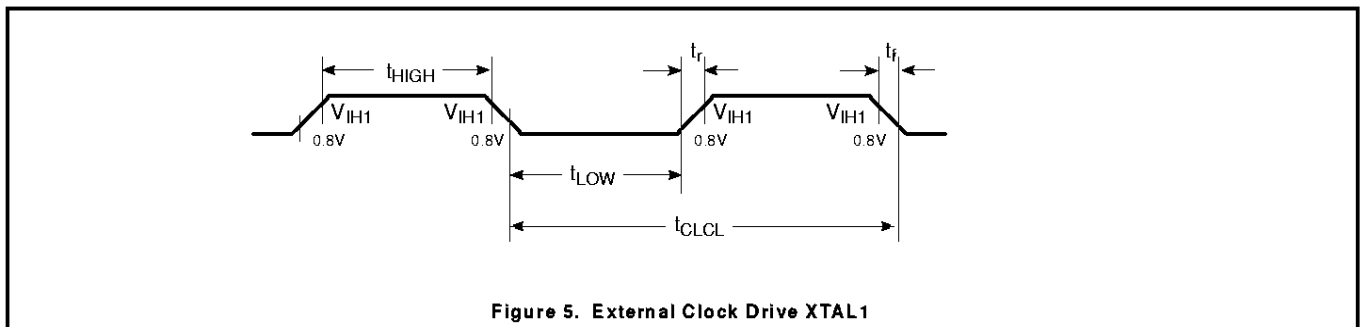 tr
tf
tHIGH
VIH1
VIH1
VIH1
VIH1
0.8V
0.8V
0.8V
0.8V
tLOW
tCLCL
Figure 5. External Clock Drive XTAL1